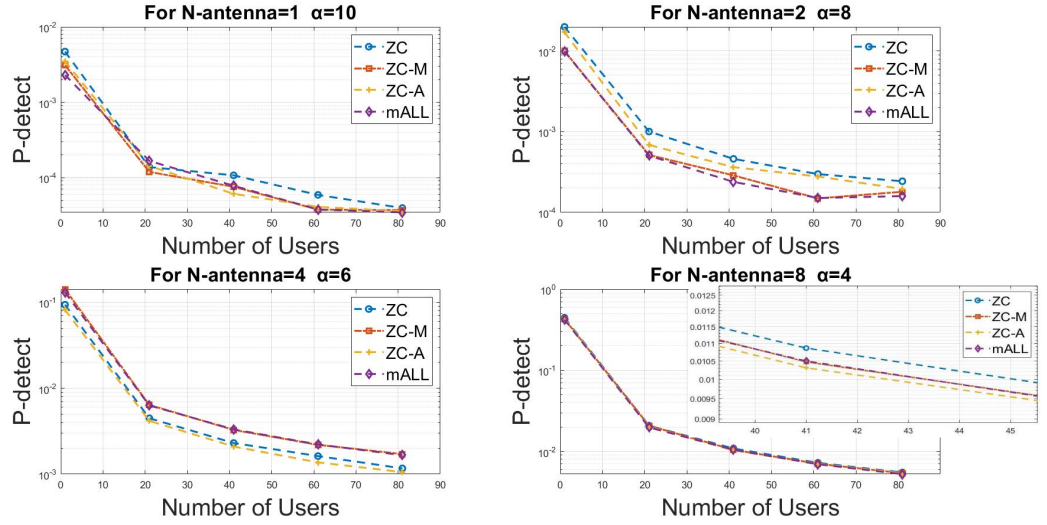 For N-antenna=1 α=10
10^-2
10^-3
10^-4
P-detect
0 10 20 30 40 50 60 70 80 90
Number of Users
ZC
ZC-M
ZC-A
mALL
For N-antenna=2 α=8
10^-2
10^-3
10^-4
P-detect
0 10 20 30 40 50 60 70 80 90
Number of Users
ZC
ZC-M
ZC-A
mALL
For N-antenna=4 α=6
10^-1
10^-2
10^-3
P-detect
0 10 20 30 40 50 60 70 80 90
Number of Users
ZC
ZC-M
ZC-A
mALL
For N-antenna=8 α=4
10^0
10^-1
10^-2
P-detect
0 10 20 30 40 50 60 70 80 90
Number of Users
0.0125
0.012
0.0115
0.011
0.0105
0.01
0.0095
0.009
40 41 42 43 44 45
ZC
ZC-M
ZC-A
mALL